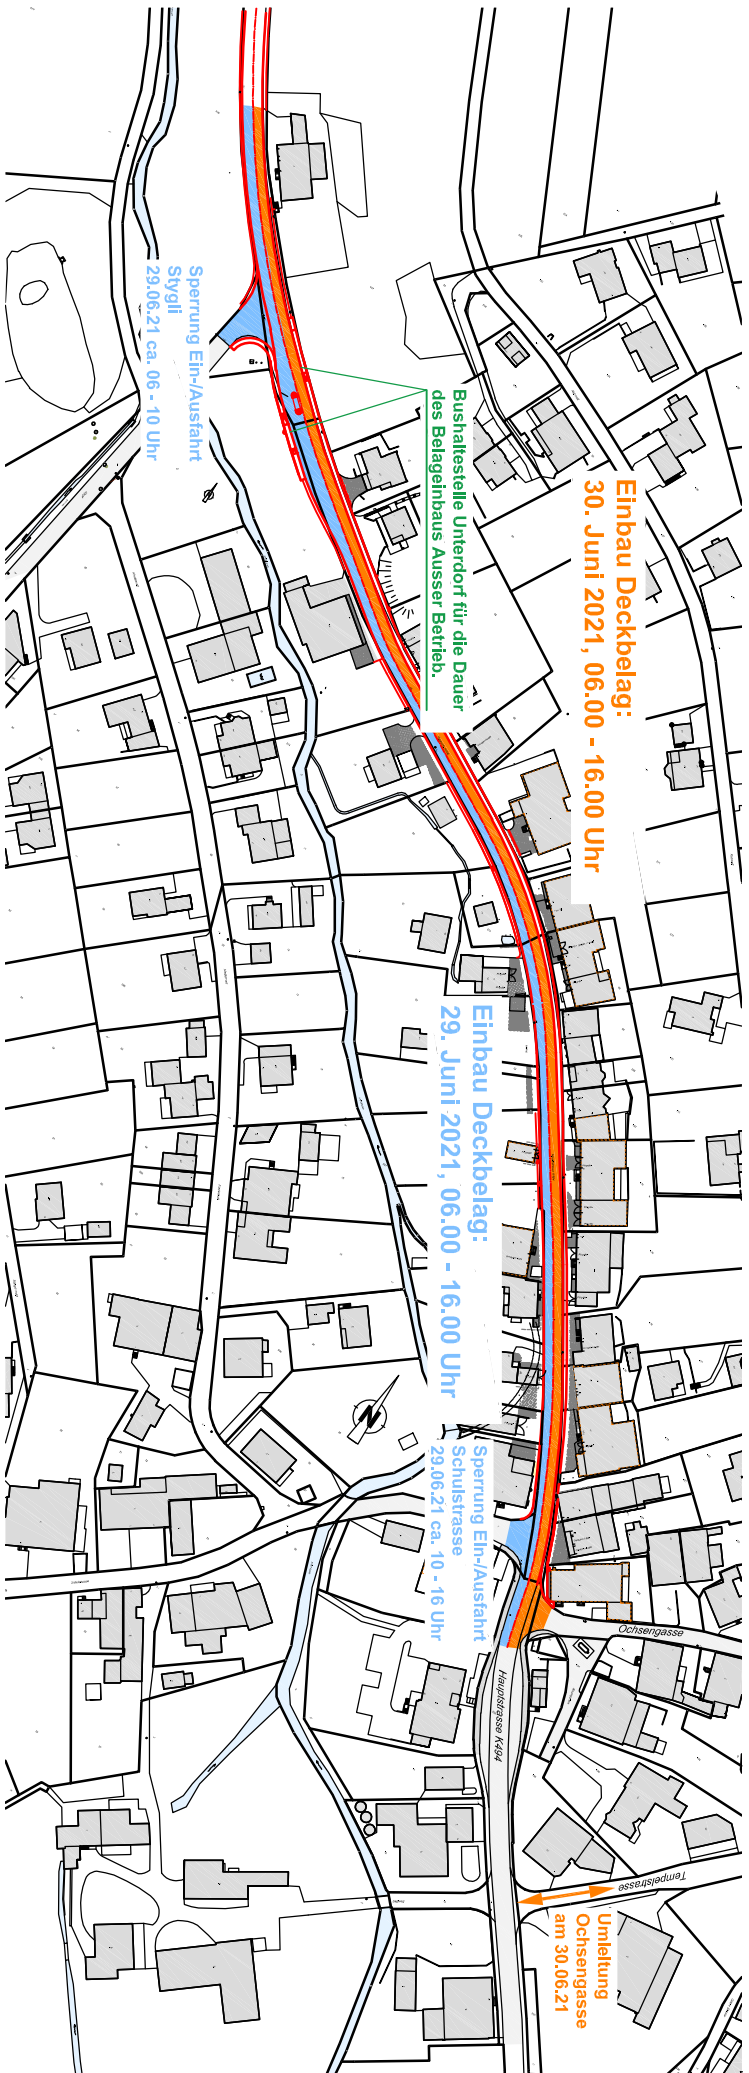 Sperrung Ein-/Ausfahrt
Stygli
29.06.21 ca. 06 - 10 Uhr
Bushaltestelle Unterdorf für die Dauer
des Belageinbaus Ausser Betrieb.
Einbau Deckbelag:
30. Juni 2021, 06.00 - 16.00 Uhr
Einbau Deckbelag:
29. Juni 2021, 06.00 - 16.00 Uhr
Sperrung Ein-/Ausfahrt
Schulstrasse
29.06.21 ca. 10 - 16 Uhr
N
Ochsengasse
Hauptstrasse K494
Tempelstrasse
Umleitung
Ochsengasse
am 30.06.21